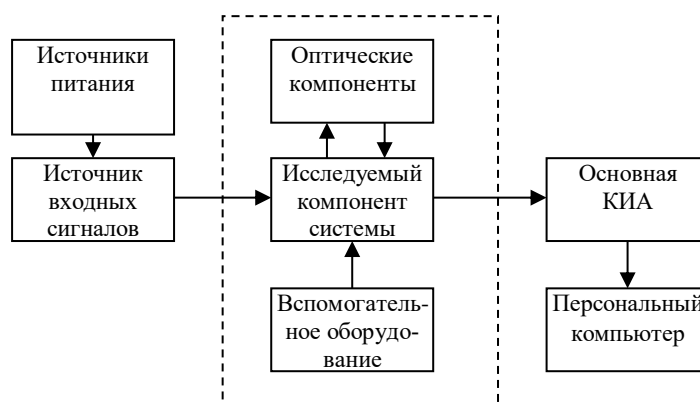 Источники
питания
Оптические
компоненты
Источник
входных
сигналов
Исследуемый
компонент
системы
Основная
КИА
Вспомогатель-
ное оборудо-
вание
Персональный
компьютер